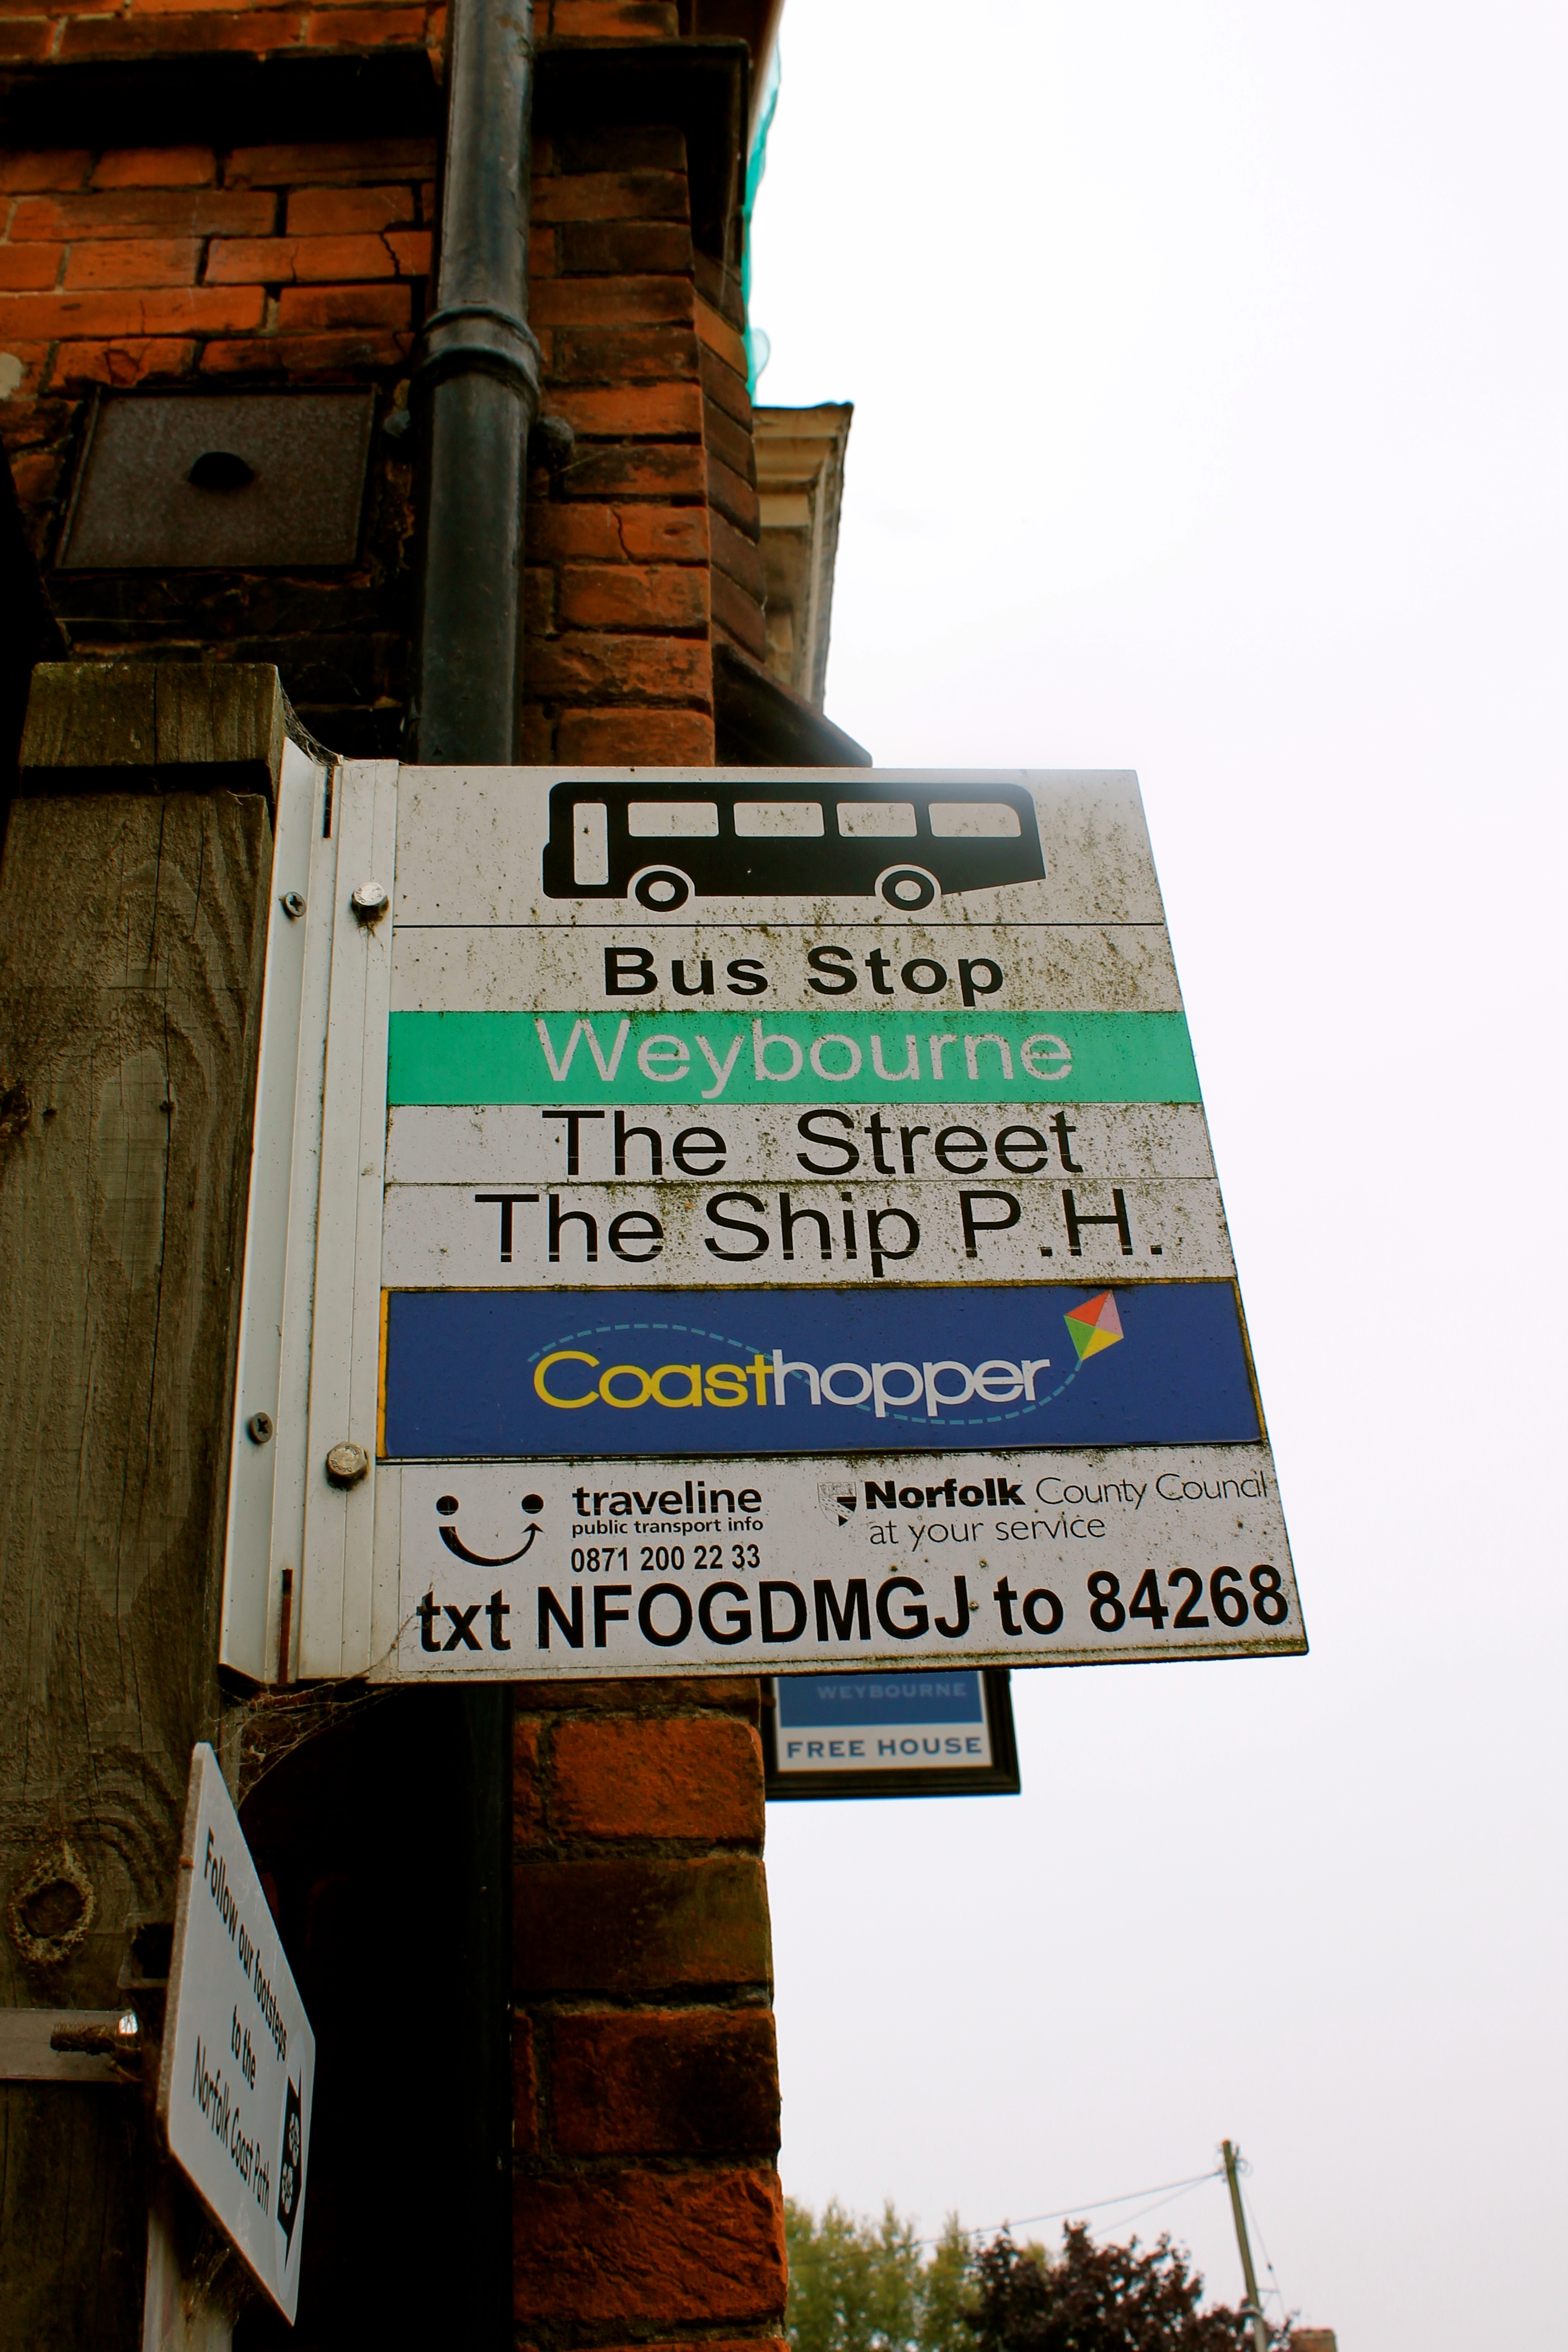 Bus Stop
Weybourne
The Street
The Ship P.H.
Coasthopper
traveline
public transport info
0871 200 22 33
Norfolk County Council
at your service
txt NFOGDMGJ to 84268
WEYBOURNE
FREE HOUSE
Follow our footsteps
to the
Norfolk Coast Path